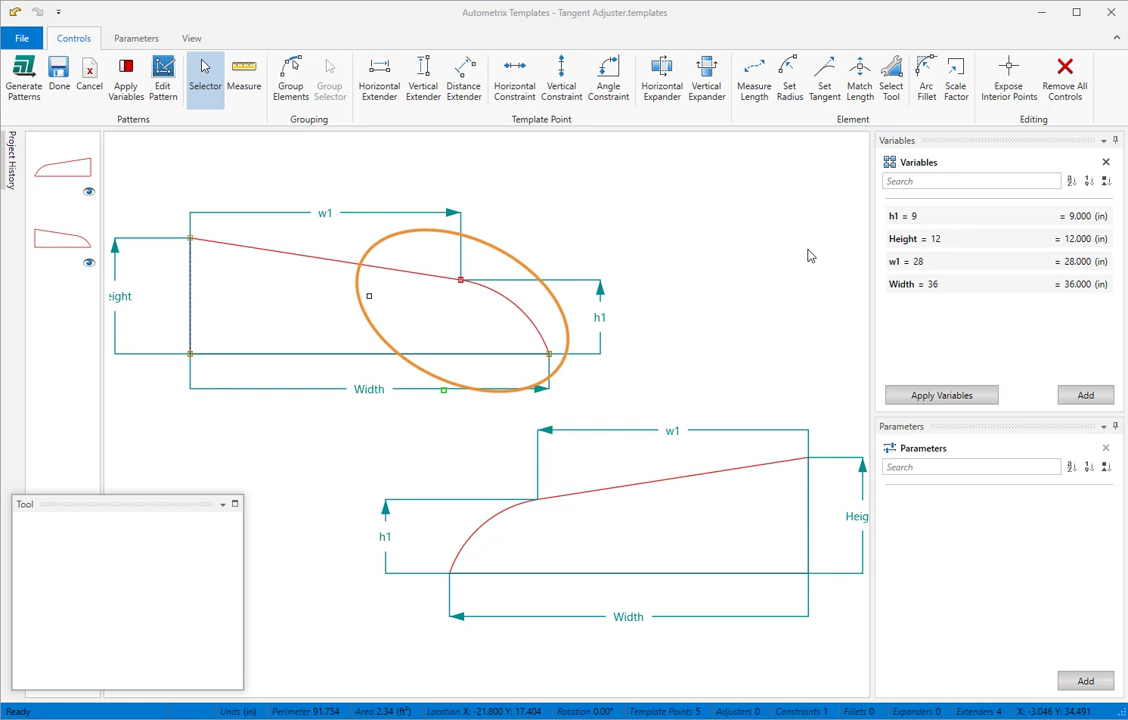 Autometrix Templates - Tangent Adjuster.templates
File
Controls
Parameters
View
Generate Patterns
Done
Cancel
Apply Variables
Edit Pattern
Selector
Measure
Group Elements
Group Selector
Horizontal Extender
Vertical Extender
Distance Extender
Horizontal Constraint
Vertical Constraint
Angle Constraint
Horizontal Expander
Vertical Expander
Measure Length
Set Radius
Set Tangent
Match Length
Select Tool
Arc Fillet
Scale Factor
Expose Interior Points
Remove All Controls
Patterns
Grouping
Template Point
Element
Editing
Project History
w1
eight
h1
Width
w1
h1
Heig
Width
Tool
Variables
Variables
Search
h1 = 9 = 9.000 (in)
Height = 12 = 12.000 (in)
w1 = 28 = 28.000 (in)
Width = 36 = 36.000 (in)
Apply Variables
Add
Parameters
Parameters
Search
Add
Ready
Units (in) Perimeter 91.754 Area 2.34 (ft²) Location X: -21.800 Y: 17.404 Rotation 0.00° Template Points 5 Adjusters 0 Constraints 1 Fillets 0 Expanders 0 Extenders 4 X: -3.046 Y: 34.491